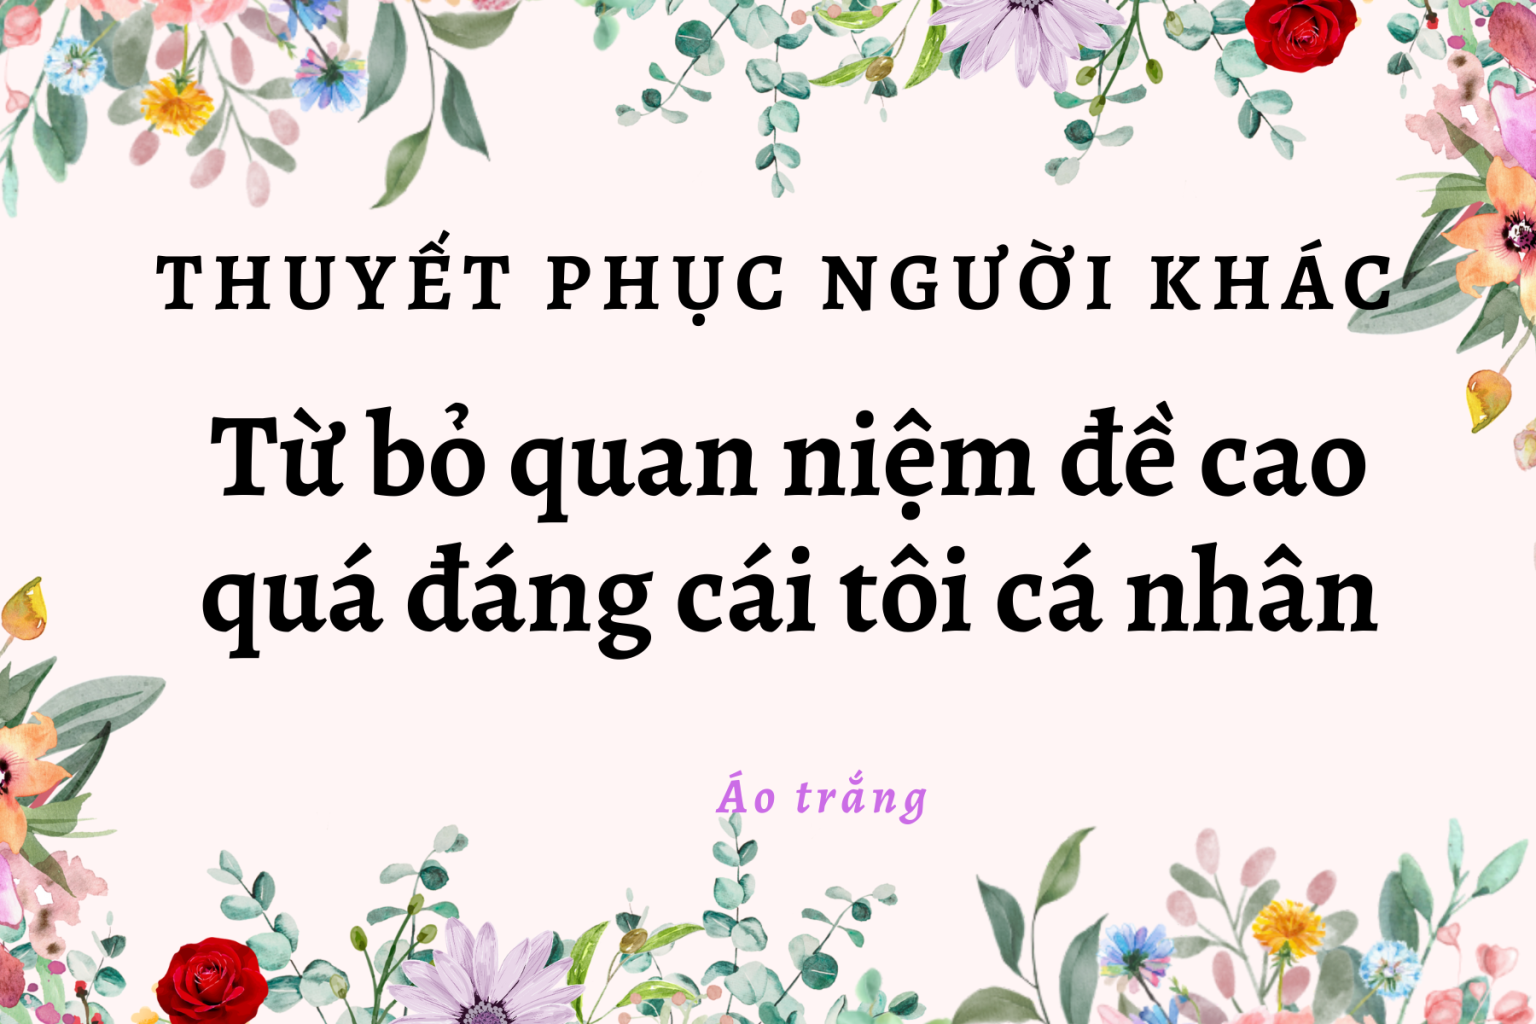 THUYẾT PHỤC NGƯỜI KHÁC
Từ bỏ quan niệm đề cao
quá đáng cái tôi cá nhân
Áo trắng